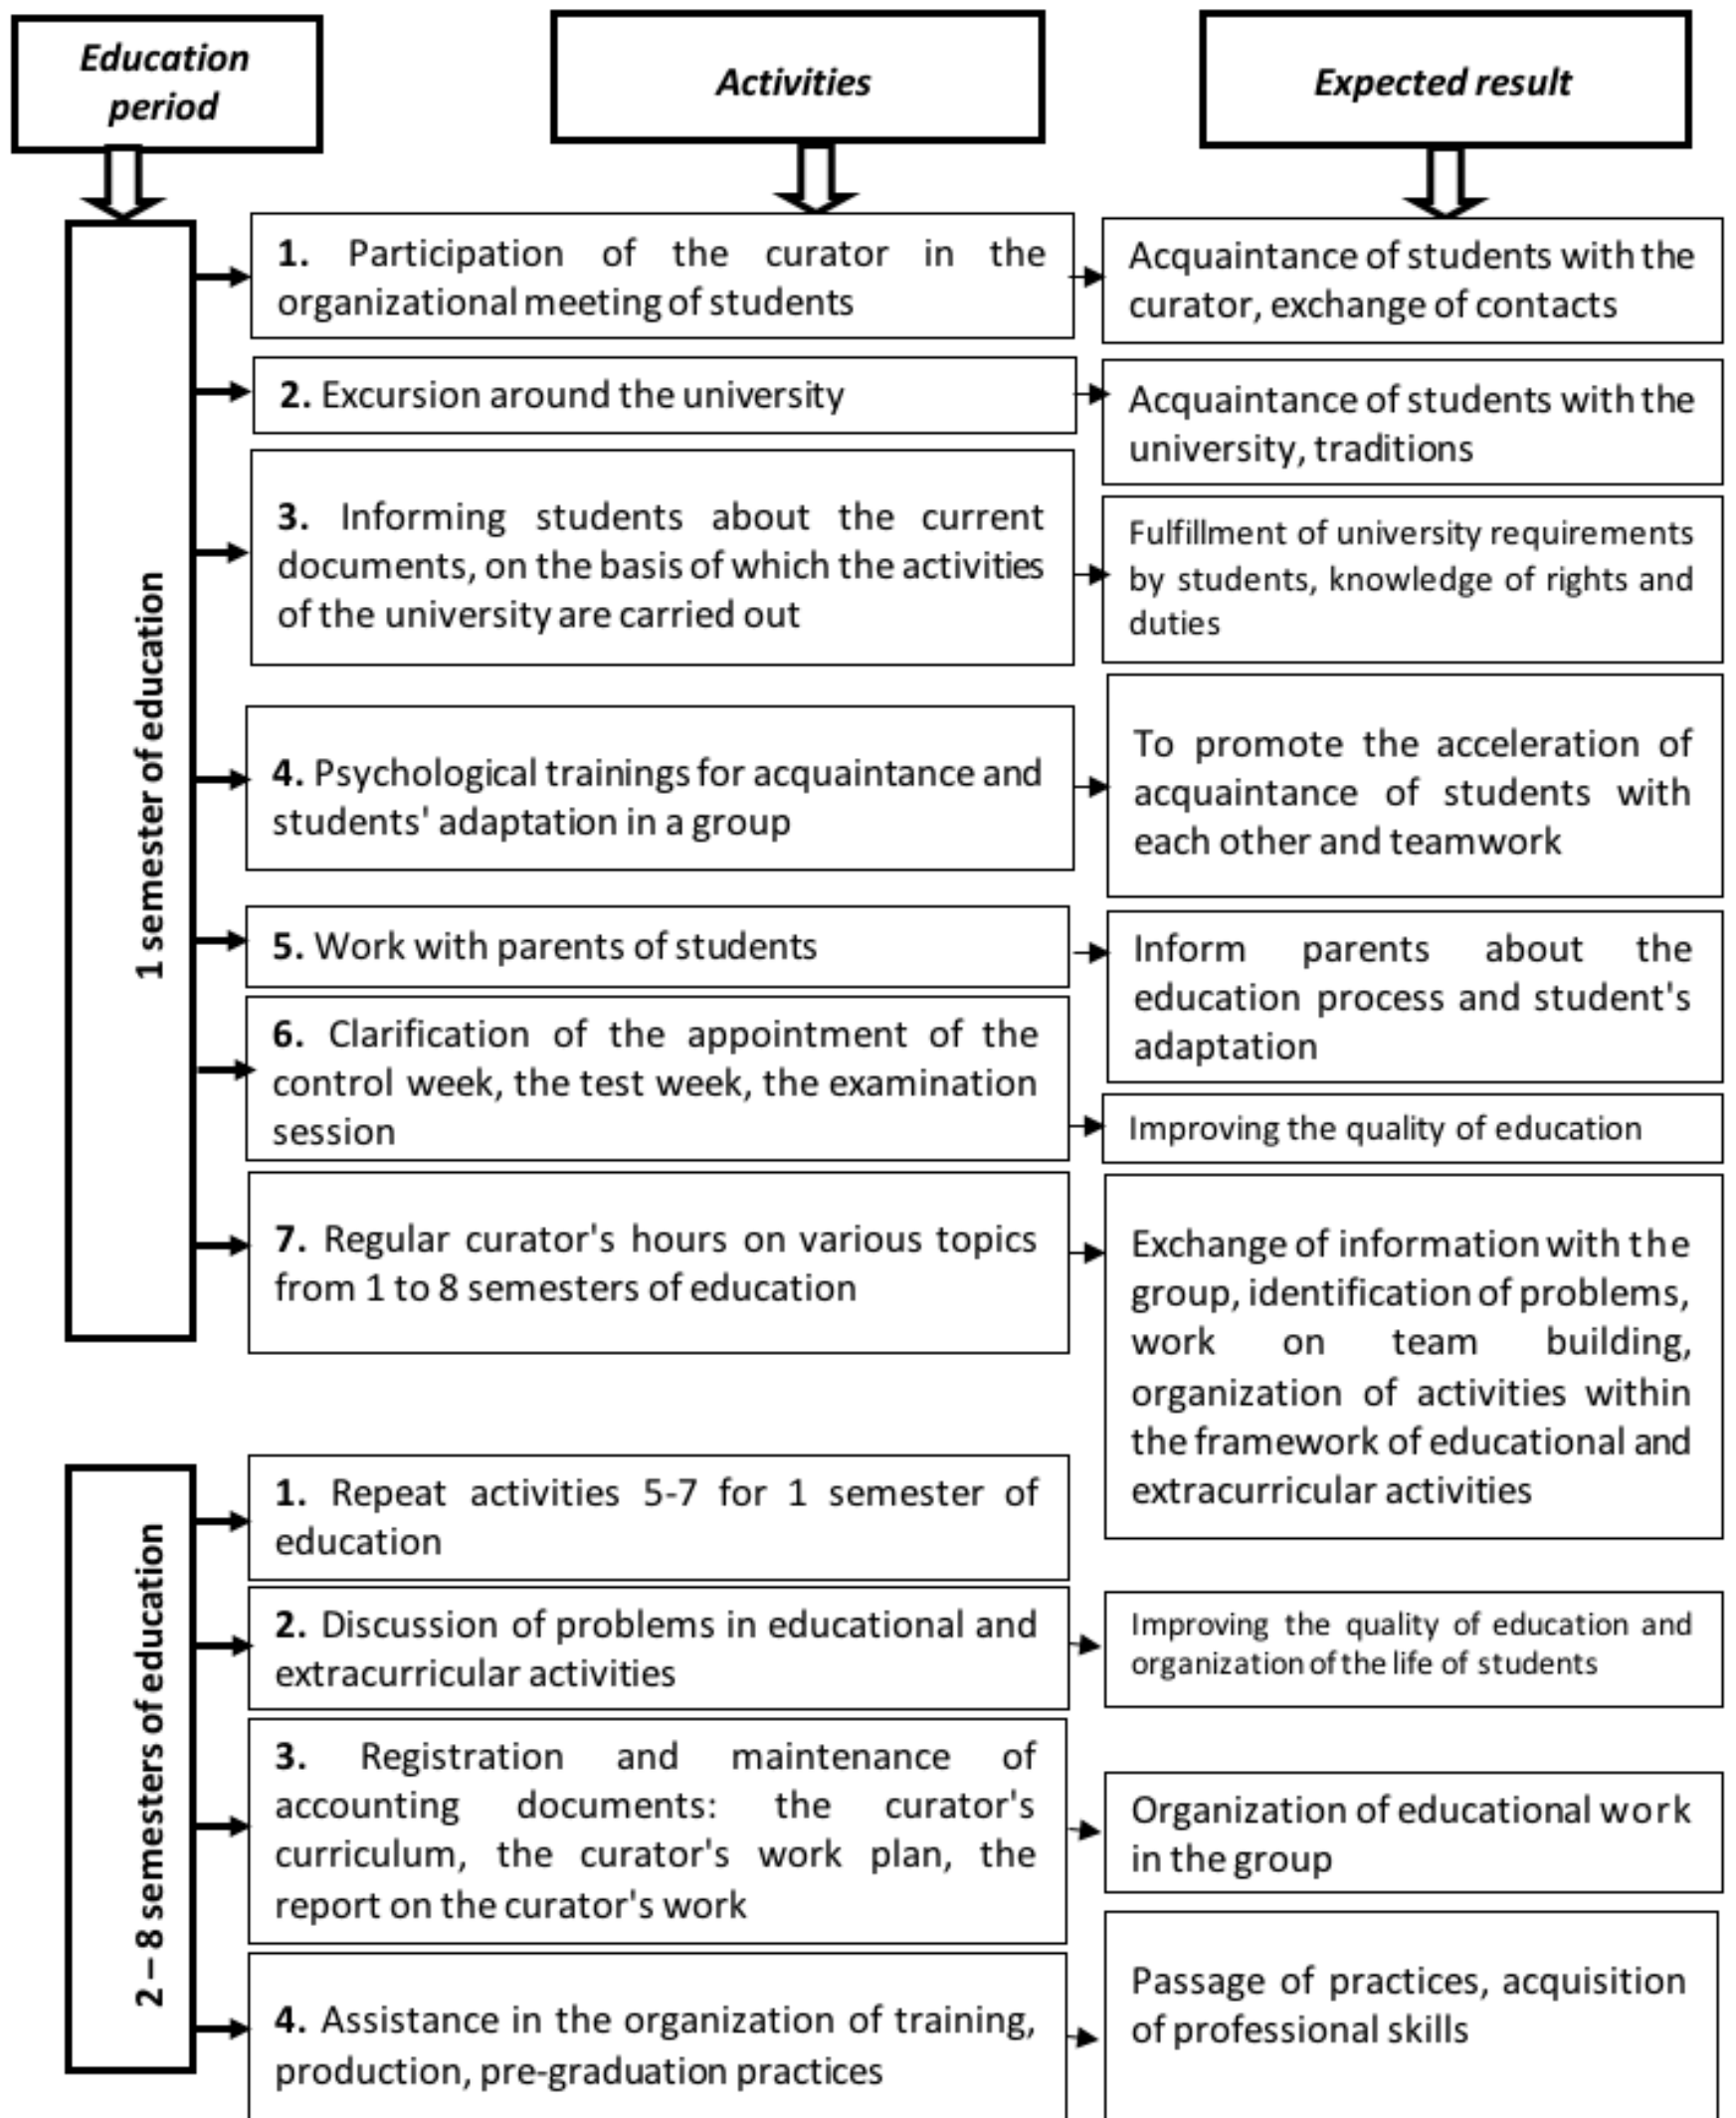 Education
period
Activities
Expected result
1 semester of education
1. Participation of the curator in the
organizational meeting of students
Acquaintance of students with the
curator, exchange of contacts
2. Excursion around the university
Acquaintance of students with the
university, traditions
3. Informing students about the current
documents, on the basis of which the activities
of the university are carried out
Fulfillment of university requirements
by students, knowledge of rights and
duties
4. Psychological trainings for acquaintance and
students' adaptation in a group
To promote the acceleration of
acquaintance of students with
each other and teamwork
5. Work with parents of students
Inform parents about the
education process and student's
adaptation
6. Clarification of the appointment of the
control week, the test week, the examination
session
Improving the quality of education
7. Regular curator's hours on various topics
from 1 to 8 semesters of education
Exchange of information with the
group, identification of problems,
work on team building,
organization of activities within
the framework of educational and
extracurricular activities
2 – 8 semesters of education
1. Repeat activities 5-7 for 1 semester of
education
2. Discussion of problems in educational and
extracurricular activities
Improving the quality of education and
organization of the life of students
3. Registration and maintenance of
accounting documents: the curator's
curriculum, the curator's work plan, the
report on the curator's work
Organization of educational work
in the group
4. Assistance in the organization of training,
production, pre-graduation practices
Passage of practices, acquisition
of professional skills